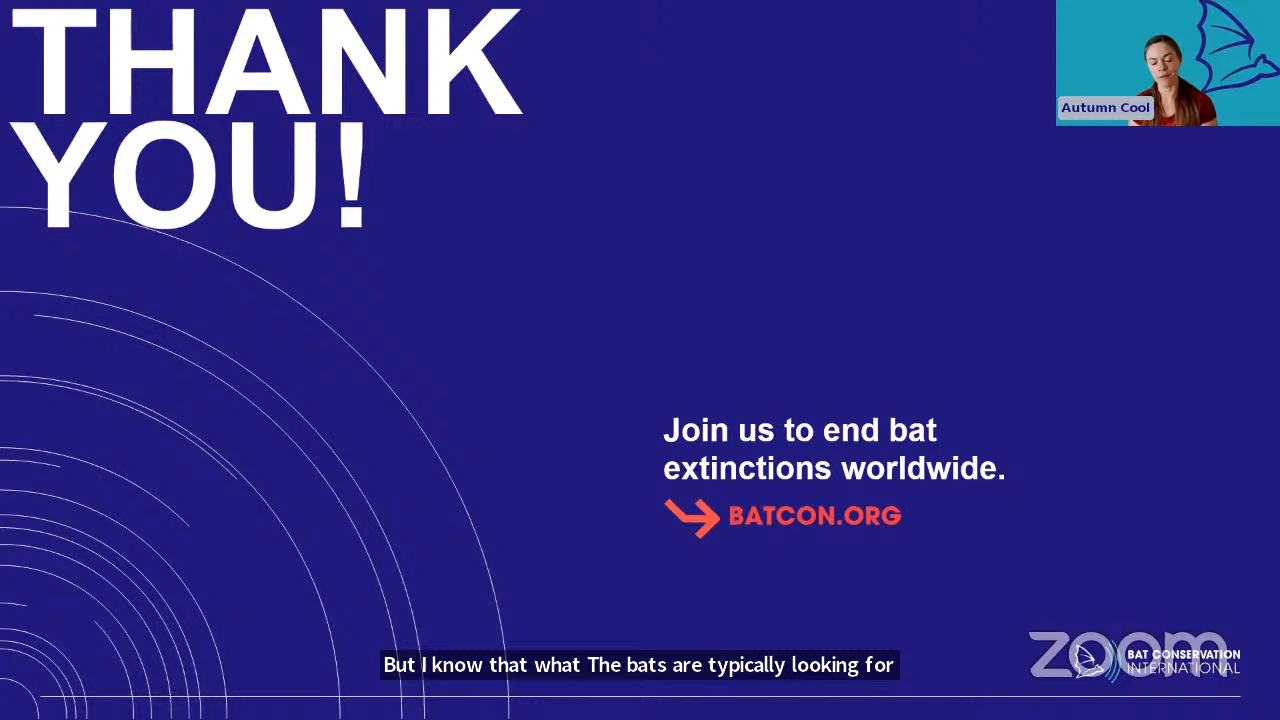 THANK
YOU!
Autumn Cool
Join us to end bat
extinctions worldwide.
BATCON.ORG
But I know that what The bats are typically looking for
zoom
BAT CONSERVATION
INTERNATIONAL